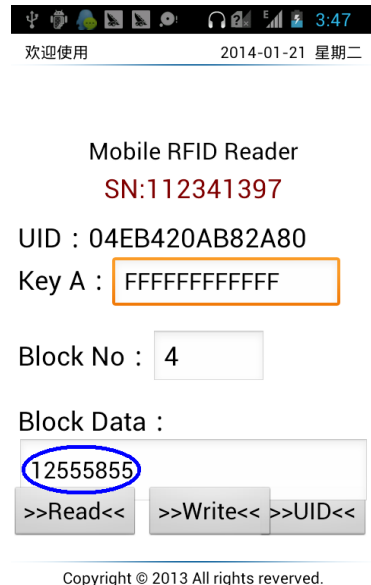 3:47
欢迎使用 2014-01-21 星期二
Mobile RFID Reader
SN:112341397
UID：04EB420AB82A80
Key A： FFFFFFFFFFFF
Block No： 4
Block Data：
12555855
>>Read<< >>Write<< >>UID<<
Copyright © 2013 All rights reverved.